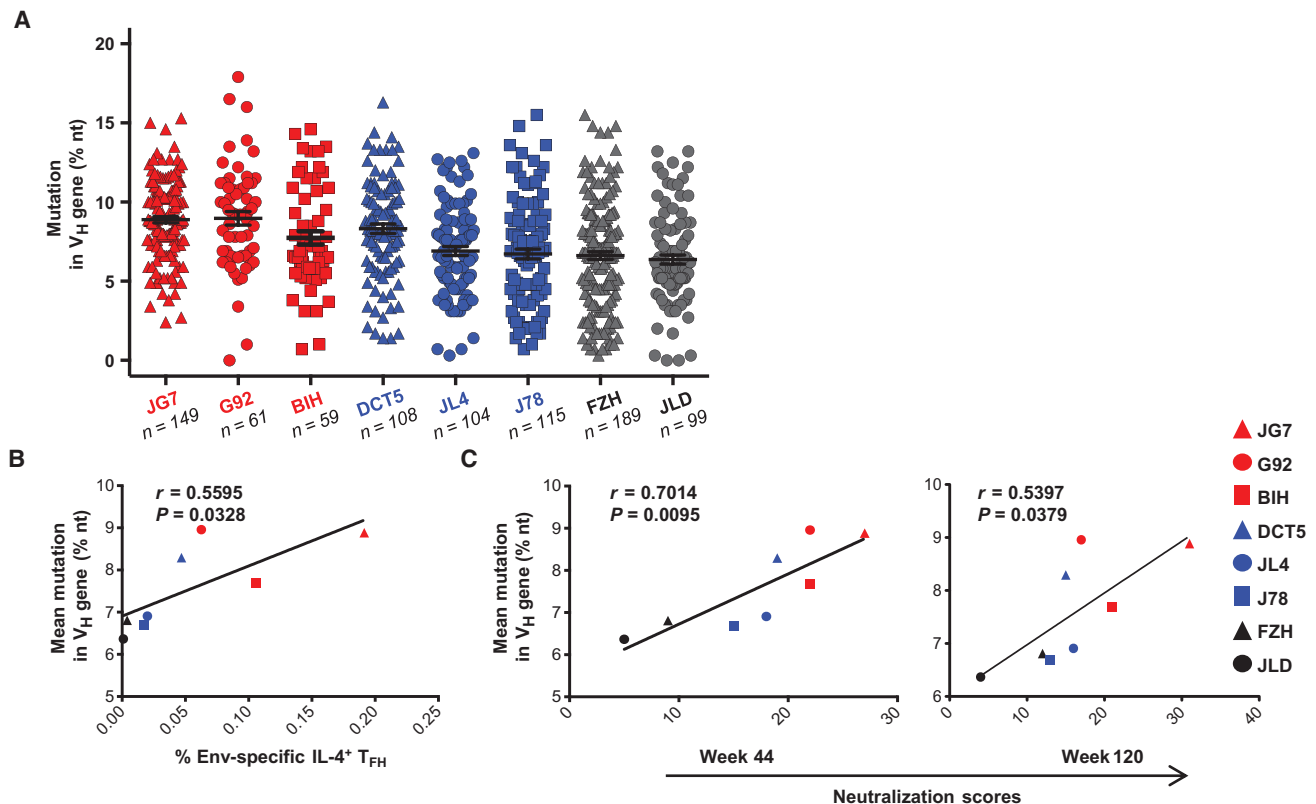 A
Mutation
in VH gene (% nt)
20
15
10
5
0
JG7
n = 149
G92
n = 61
BIH
n = 59
DCT5
n = 108
JL4
n = 104
J78
n = 115
FZH
n = 189
JLD
n = 99
B
Mean mutation
in VH gene (% nt)
10
9
8
7
6
5
r = 0.5595
P = 0.0328
0.00
0.05
0.10
0.15
0.20
0.25
% Env-specific IL-4+ TFH
C
Mean mutation
in VH gene (% nt)
10
9
8
7
6
5
r = 0.7014
P = 0.0095
0
10
20
30
Week 44
10
9
8
7
6
r = 0.5397
P = 0.0379
0
10
20
30
40
Week 120
Neutralization scores
JG7
G92
BIH
DCT5
JL4
J78
FZH
JLD